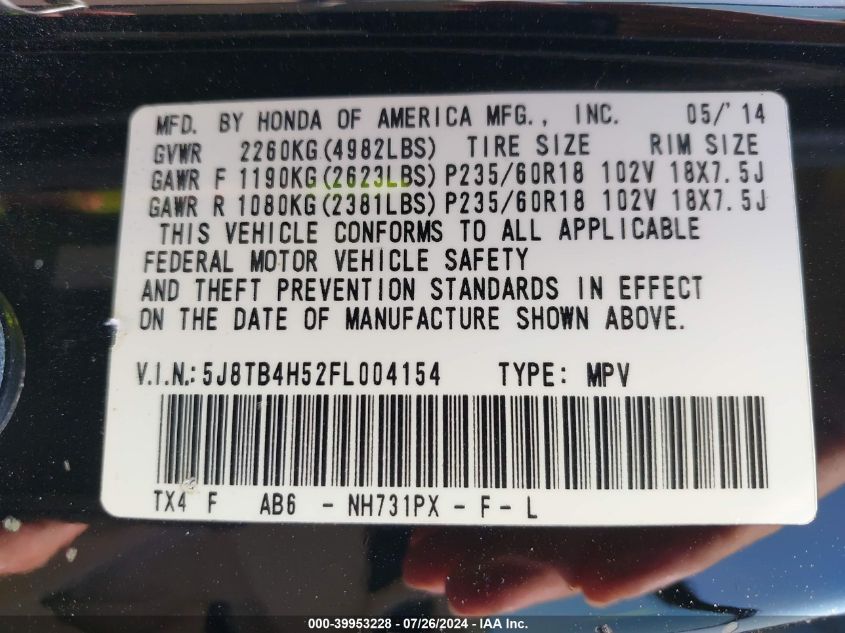 MFD. BY HONDA OF AMERICA MFG., INC. 05/'14
GVWR 2260KG(4982LBS) TIRE SIZE RIM SIZE
GAWR F 1190KG(2623LBS) P235/60R18 102V 18X7.5J
GAWR R 1080KG(2381LBS) P235/60R18 102V 18X7.5J
THIS VEHICLE CONFORMS TO ALL APPLICABLE
FEDERAL MOTOR VEHICLE SAFETY
AND THEFT PREVENTION STANDARDS IN EFFECT
ON THE DATE OF MANUFACTURE SHOWN ABOVE.
V.I.N.: 5J8TB4H52FL004154 TYPE: MPV
TX4 F AB6 - NH731PX - F - L
000-39953228 - 07/26/2024 - IAA Inc.